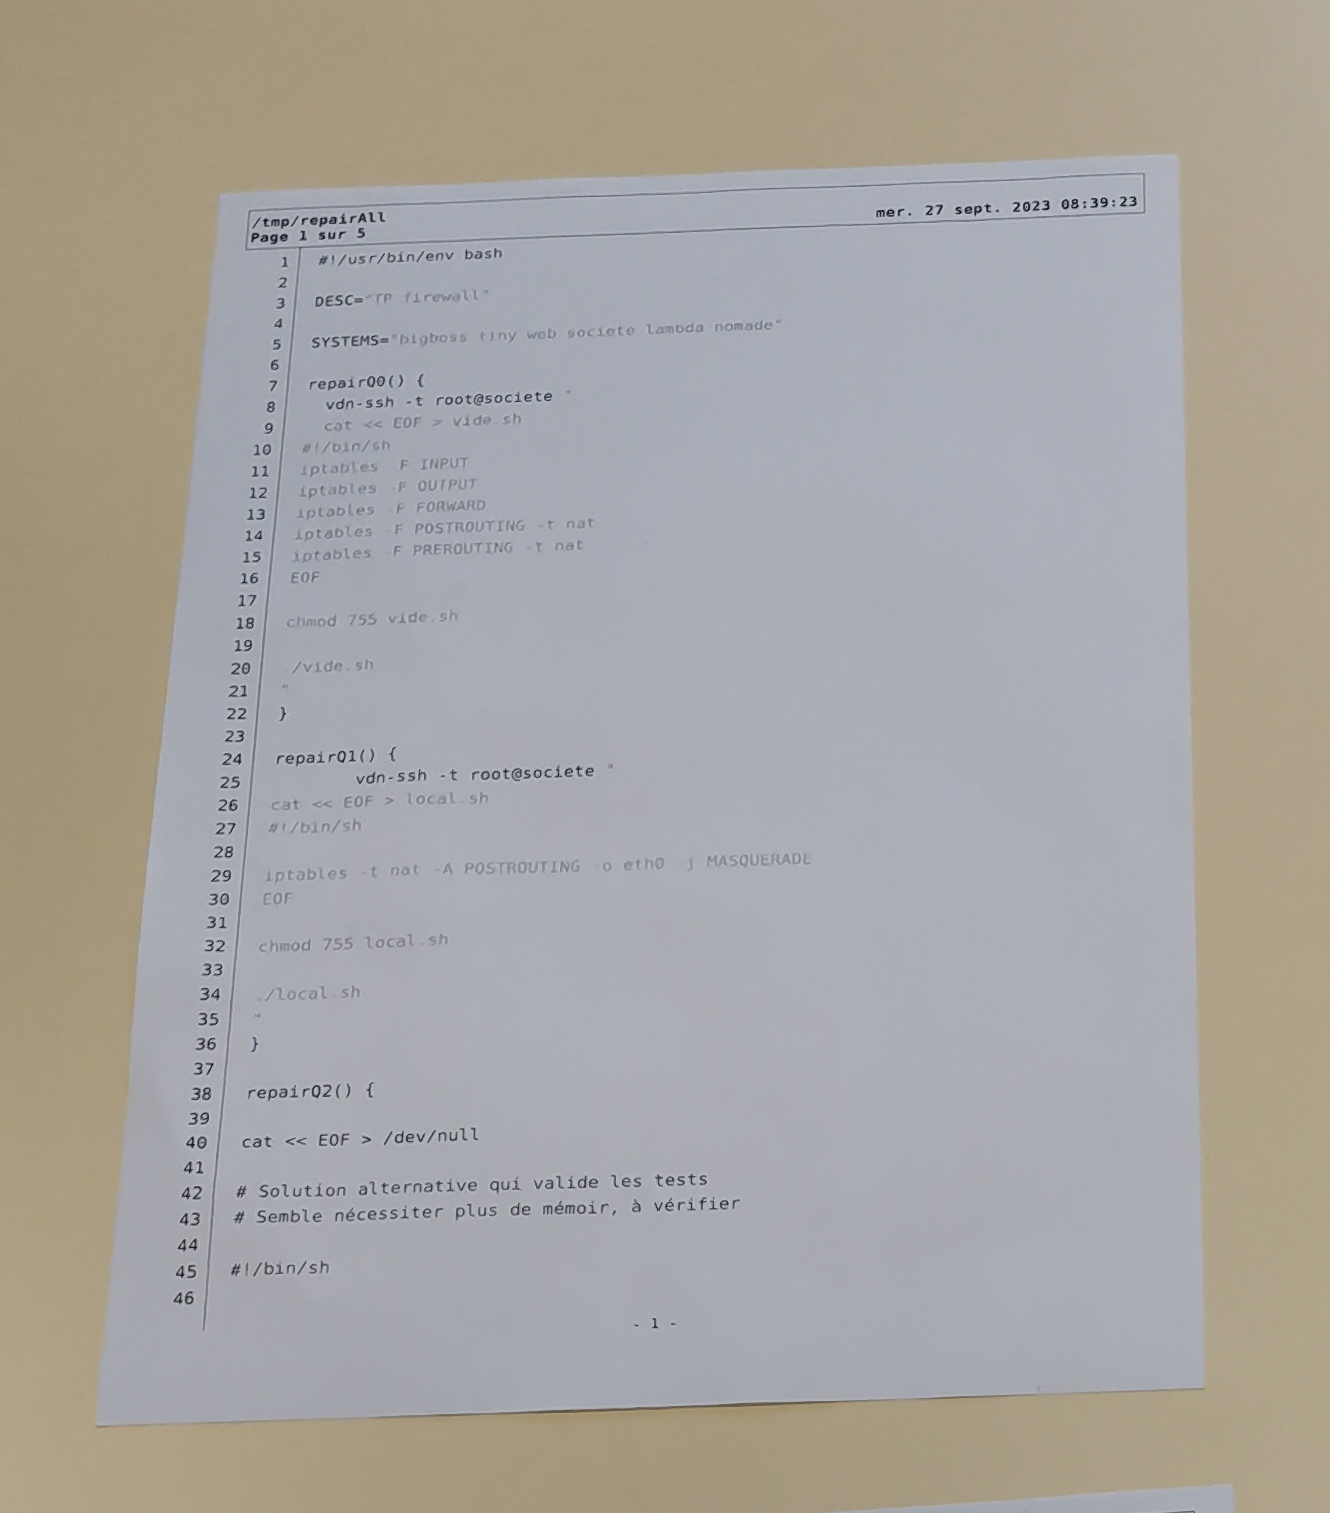 /tmp/repairAll
Page 1 sur 5
mer. 27 sept. 2023 08:39:23
1 #!/usr/bin/env bash
2
3 DESC="TP firewall"
4
5 SYSTEMS="bigboss tiny web societe lambda nomade"
6
7 repairQ0() {
8 vdn-ssh -t root@societe "
9 cat << EOF > vide.sh
10 #!/bin/sh
11 iptables -F INPUT
12 iptables -F OUTPUT
13 iptables -F FORWARD
14 iptables -F POSTROUTING -t nat
15 iptables -F PREROUTING -t nat
16 EOF
17
18 chmod 755 vide.sh
19
20 ./vide.sh
21 "
22 }
23
24 repairQ1() {
25 vdn-ssh -t root@societe "
26 cat << EOF > local.sh
27 #!/bin/sh
28
29 iptables -t nat -A POSTROUTING -o eth0 -j MASQUERADE
30 EOF
31
32 chmod 755 local.sh
33
34 ./local.sh
35 "
36 }
37
38 repairQ2() {
39
40 cat << EOF > /dev/null
41
42 # Solution alternative qui valide les tests
43 # Semble nécessiter plus de mémoir, à vérifier
44
45 #!/bin/sh
46
- 1 -